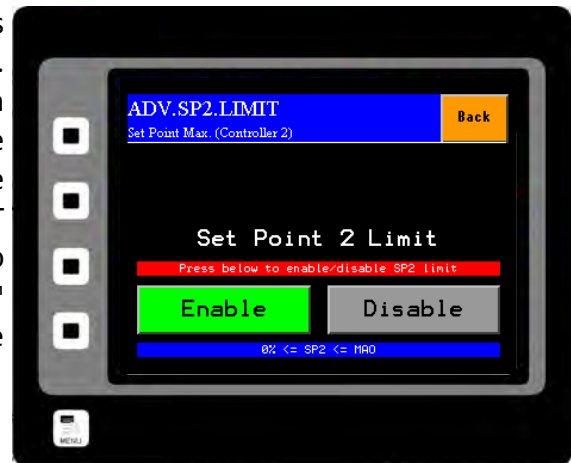 ADV.SP2.LIMIT
Back
Set Point Max. (Controller 2)
Set Point 2 Limit
Press below to enable/disable SP2 limit
Enable
Disable
0% <= SP2 <= MAO
MENU